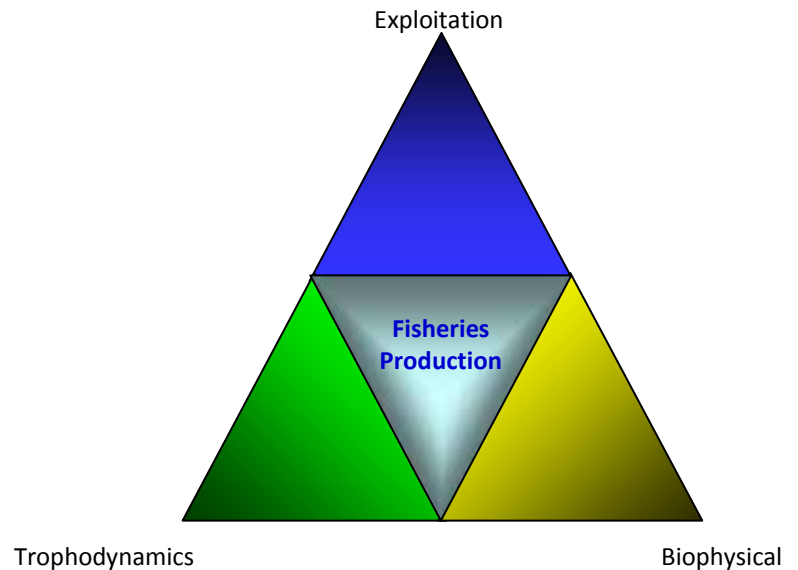 Exploitation
Fisheries
Production
Trophodynamics
Biophysical